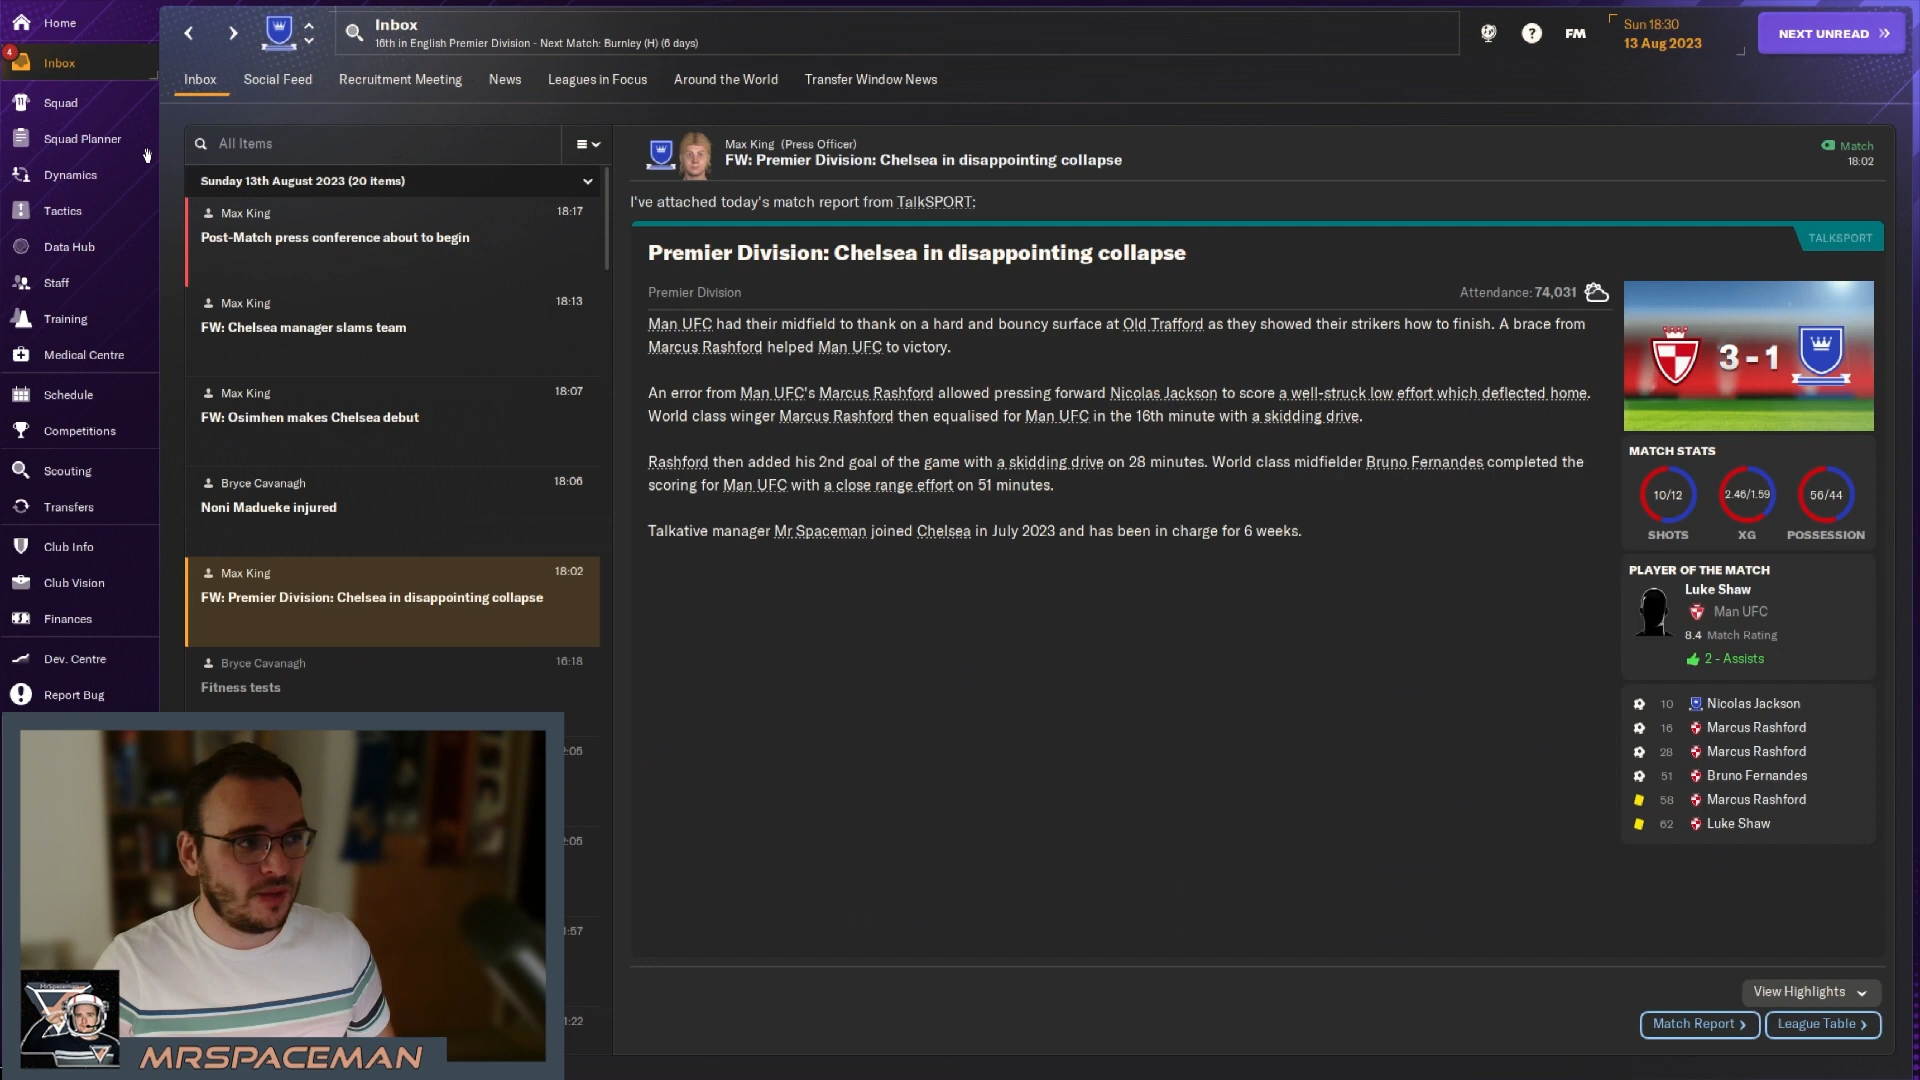 Home
4
Inbox
Squad
Squad Planner
Dynamics
Tactics
Data Hub
Staff
Training
Medical Centre
Schedule
Competitions
Scouting
Transfers
Club Info
Club Vision
Finances
Dev. Centre
Report Bug
Inbox
16th in English Premier Division - Next Match: Burnley (H) (6 days)
FM
Sun 18:30
13 Aug 2023
NEXT UNREAD
Inbox Social Feed Recruitment Meeting News Leagues in Focus Around the World Transfer Window News
All Items
Sunday 13th August 2023 (20 items)
Max King 18:17
Post-Match press conference about to begin
Max King 18:13
FW: Chelsea manager slams team
Max King 18:07
FW: Osimhen makes Chelsea debut
Bryce Cavanagh 18:06
Noni Madueke injured
Max King 18:02
FW: Premier Division: Chelsea in disappointing collapse
Bryce Cavanagh 16:18
Fitness tests
:05
:05
:57
:22
Max King (Press Officer)
FW: Premier Division: Chelsea in disappointing collapse
Match
18:02
I've attached today's match report from TalkSPORT:
TALKSPORT
Premier Division: Chelsea in disappointing collapse
Premier Division Attendance: 74,031
Man UFC had their midfield to thank on a hard and bouncy surface at Old Trafford as they showed their strikers how to finish. A brace from
Marcus Rashford helped Man UFC to victory.
An error from Man UFC's Marcus Rashford allowed pressing forward Nicolas Jackson to score a well-struck low effort which deflected home.
World class winger Marcus Rashford then equalised for Man UFC in the 16th minute with a skidding drive.
Rashford then added his 2nd goal of the game with a skidding drive on 28 minutes. World class midfielder Bruno Fernandes completed the
scoring for Man UFC with a close range effort on 51 minutes.
Talkative manager Mr Spaceman joined Chelsea in July 2023 and has been in charge for 6 weeks.
3 - 1
MATCH STATS
10/12 2.46/1.59 56/44
SHOTS XG POSSESSION
PLAYER OF THE MATCH
Luke Shaw
Man UFC
8.4 Match Rating
2 - Assists
10 Nicolas Jackson
16 Marcus Rashford
28 Marcus Rashford
51 Bruno Fernandes
58 Marcus Rashford
62 Luke Shaw
View Highlights
Match Report
League Table
MRSPACEMAN